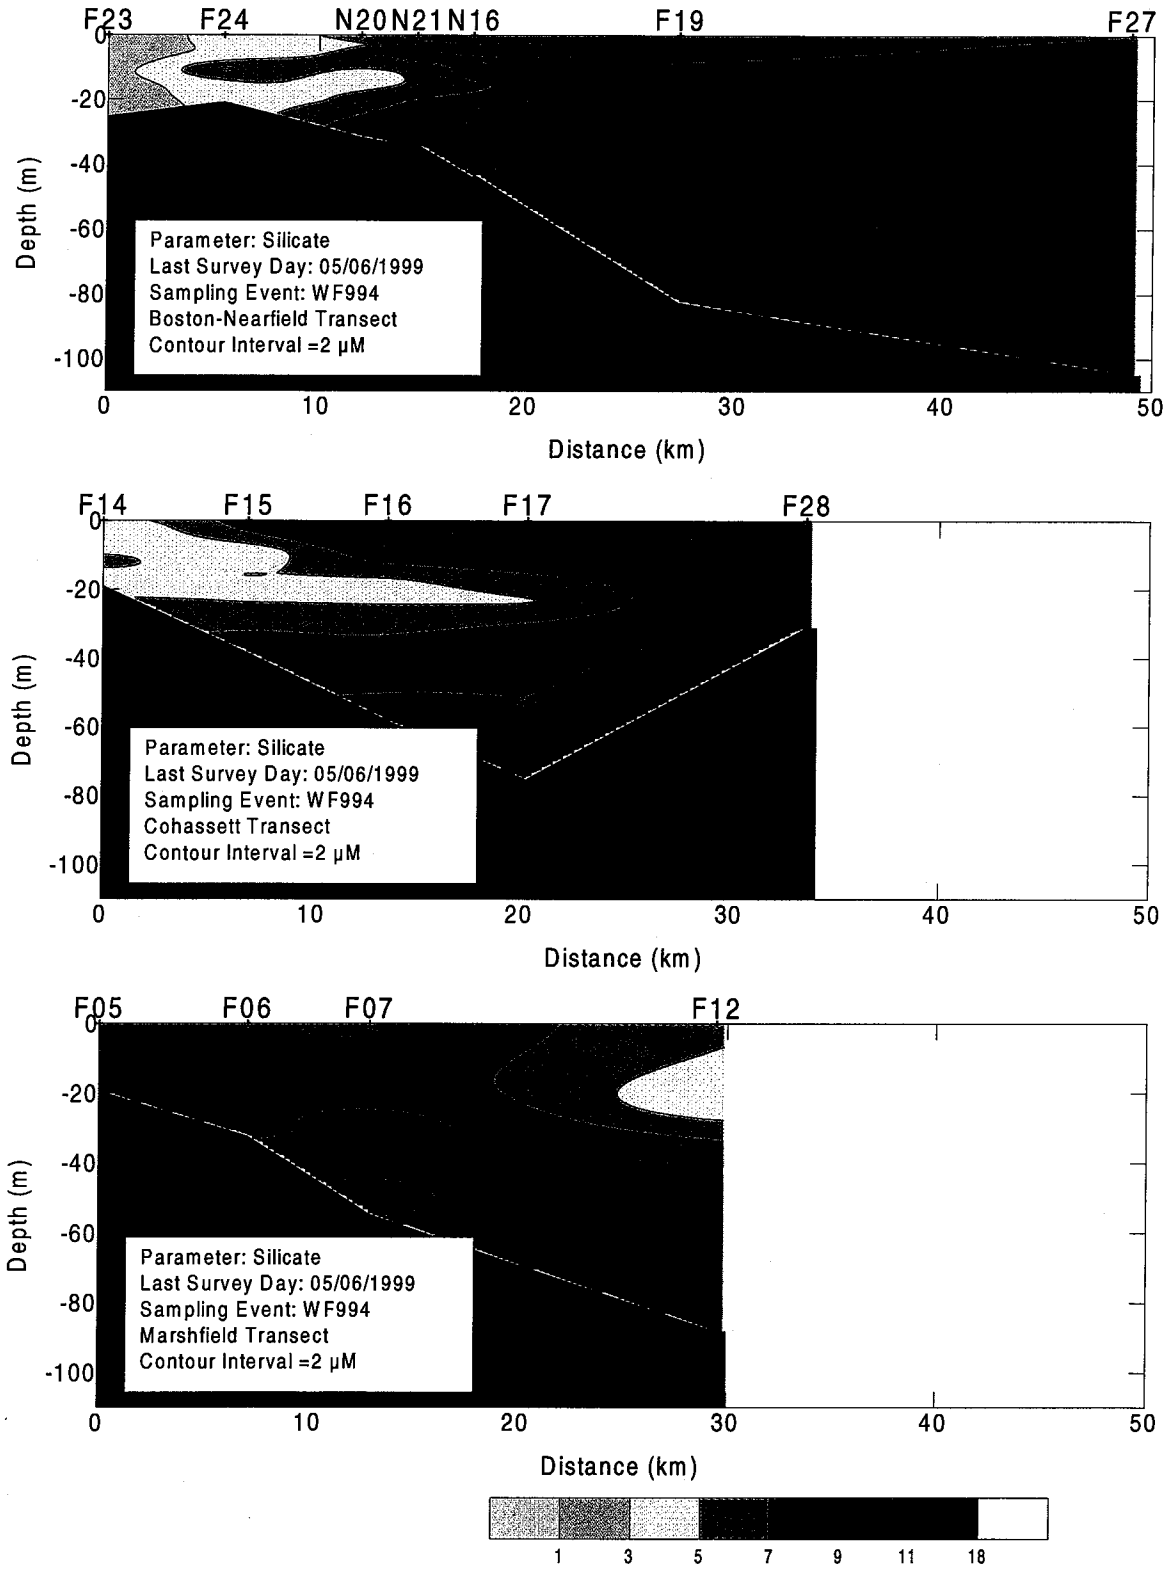 F23 F24 N20 N21 N16 F19 F27
0
-20
-40
-60
-80
-100
Depth (m)
Parameter: Silicate
Last Survey Day: 05/06/1999
Sampling Event: WF994
Boston-Nearfield Transect
Contour Interval =2 µM
0 10 20 30 40 50
Distance (km)
F14 F15 F16 F17 F28
0
-20
-40
-60
-80
-100
Depth (m)
Parameter: Silicate
Last Survey Day: 05/06/1999
Sampling Event: WF994
Cohassett Transect
Contour Interval =2 µM
0 10 20 30 40 50
Distance (km)
F05 F06 F07 F12
0
-20
-40
-60
-80
-100
Depth (m)
Parameter: Silicate
Last Survey Day: 05/06/1999
Sampling Event: WF994
Marshfield Transect
Contour Interval =2 µM
0 10 20 30 40 50
Distance (km)
1 3 5 7 9 11 18